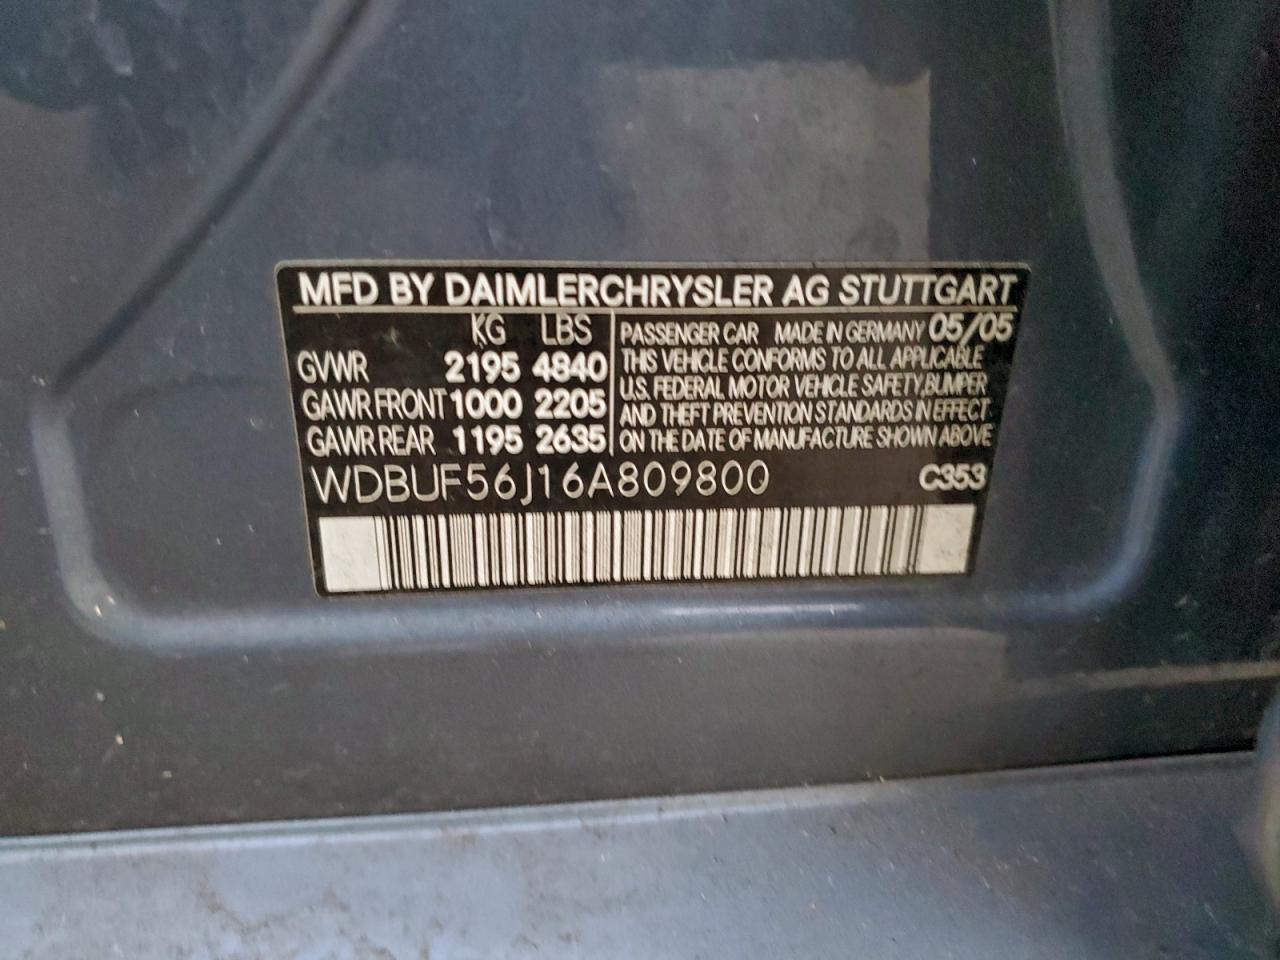 MFD BY DAIMLERCHRYSLER AG STUTTGART
KG LBS
GVWR 2195 4840
GAWR FRONT 1000 2205
GAWR REAR 1195 2635
PASSENGER CAR MADE IN GERMANY 05/05
THIS VEHICLE CONFORMS TO ALL APPLICABLE
U.S. FEDERAL MOTOR VEHICLE SAFETY,BUMPER
AND THEFT PREVENTION STANDARDS IN EFFECT
ON THE DATE OF MANUFACTURE SHOWN ABOVE
WDBUF56J16A809800 C353